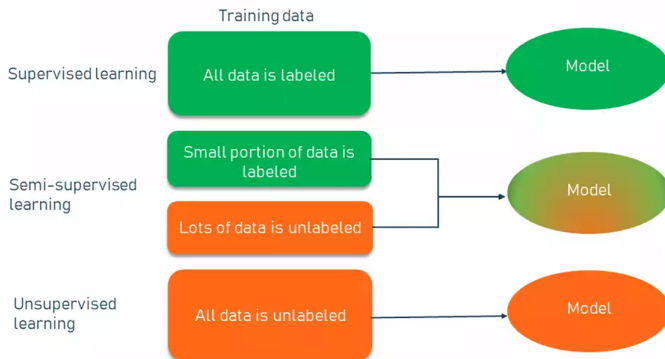 Training data
Supervised learning
All data is labeled
Model
Semi-supervised
learning
Small portion of data is
labeled
Lots of data is unlabeled
Model
Unsupervised
learning
All data is unlabeled
Model